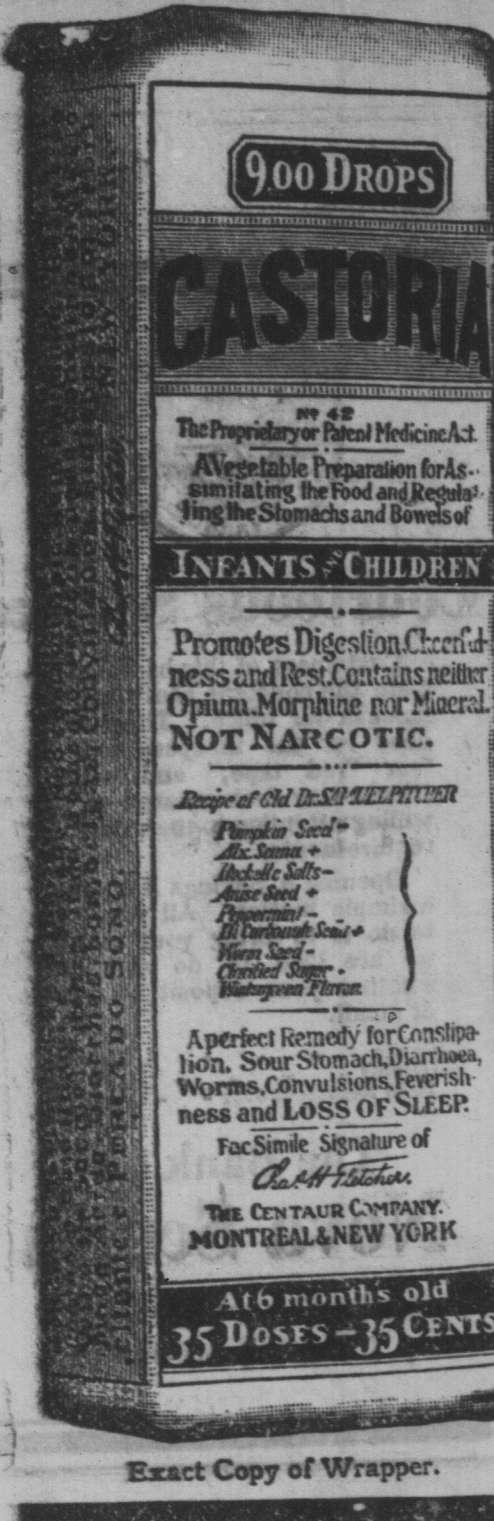 900 DROPS
CASTORIA
Nº 42
The Proprietary or Patent Medicine Act.
A Vegetable Preparation for As-
similating the Food and Regula-
ting the Stomachs and Bowels of
INFANTS AND CHILDREN
Promotes Digestion, Cheerful-
ness and Rest. Contains neither
Opium, Morphine nor Mineral.
NOT NARCOTIC.
Recipe of Old Dr. SAMUEL PITCHER
Pumpkin Seed -
Alx. Senna +
Rochelle Salts -
Anise Seed +
Peppermint -
Bi Carbonate Soda +
Worm Seed -
Clarified Sugar .
Wintergreen Flavor.
A perfect Remedy for Constipa-
tion, Sour Stomach, Diarrhoea,
Worms, Convulsions, Feverish-
ness and LOSS OF SLEEP.
Fac Simile Signature of
Chas. H. Fletcher.
THE CENTAUR COMPANY.
MONTREAL & NEW YORK
At 6 months old
35 DOSES – 35 CENTS
NEW YORK
PERCADO SONO.
Exact Copy of Wrapper.